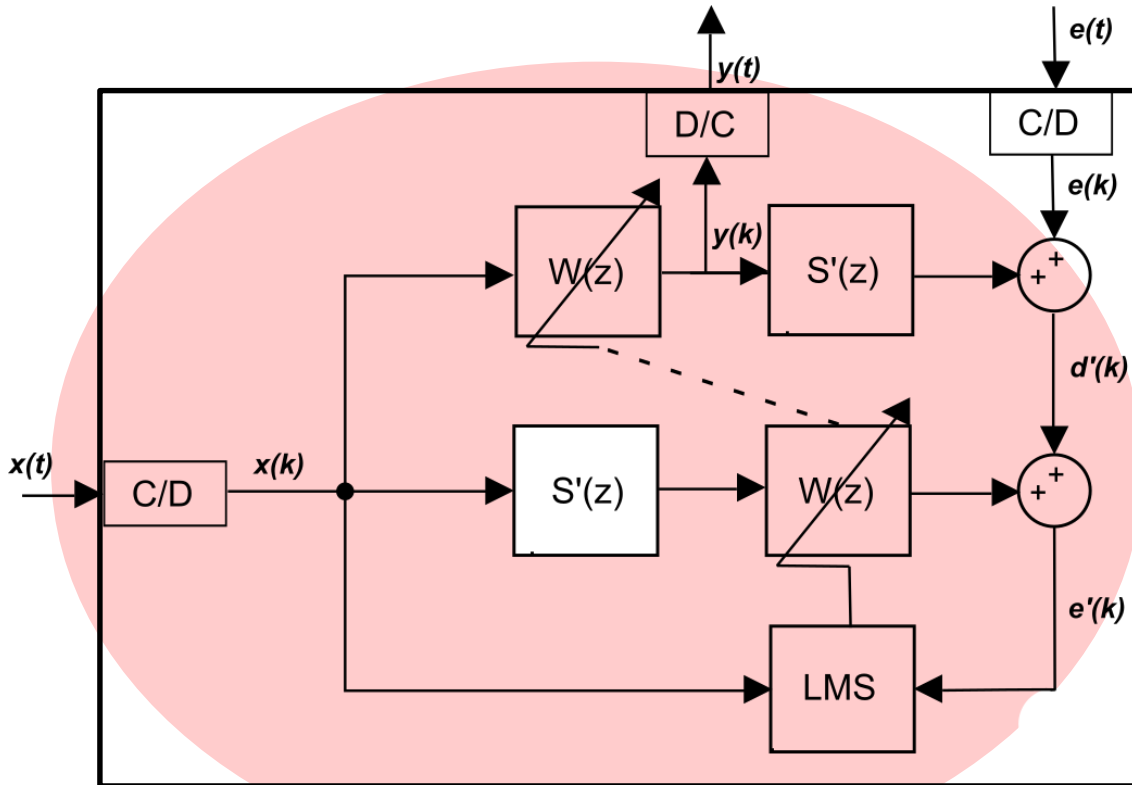 e(t)
y(t)
D/C
C/D
e(k)
W(z)
y(k)
S'(z)
+
+
d'(k)
x(t)
C/D
x(k)
S'(z)
W(z)
+
+
e'(k)
LMS